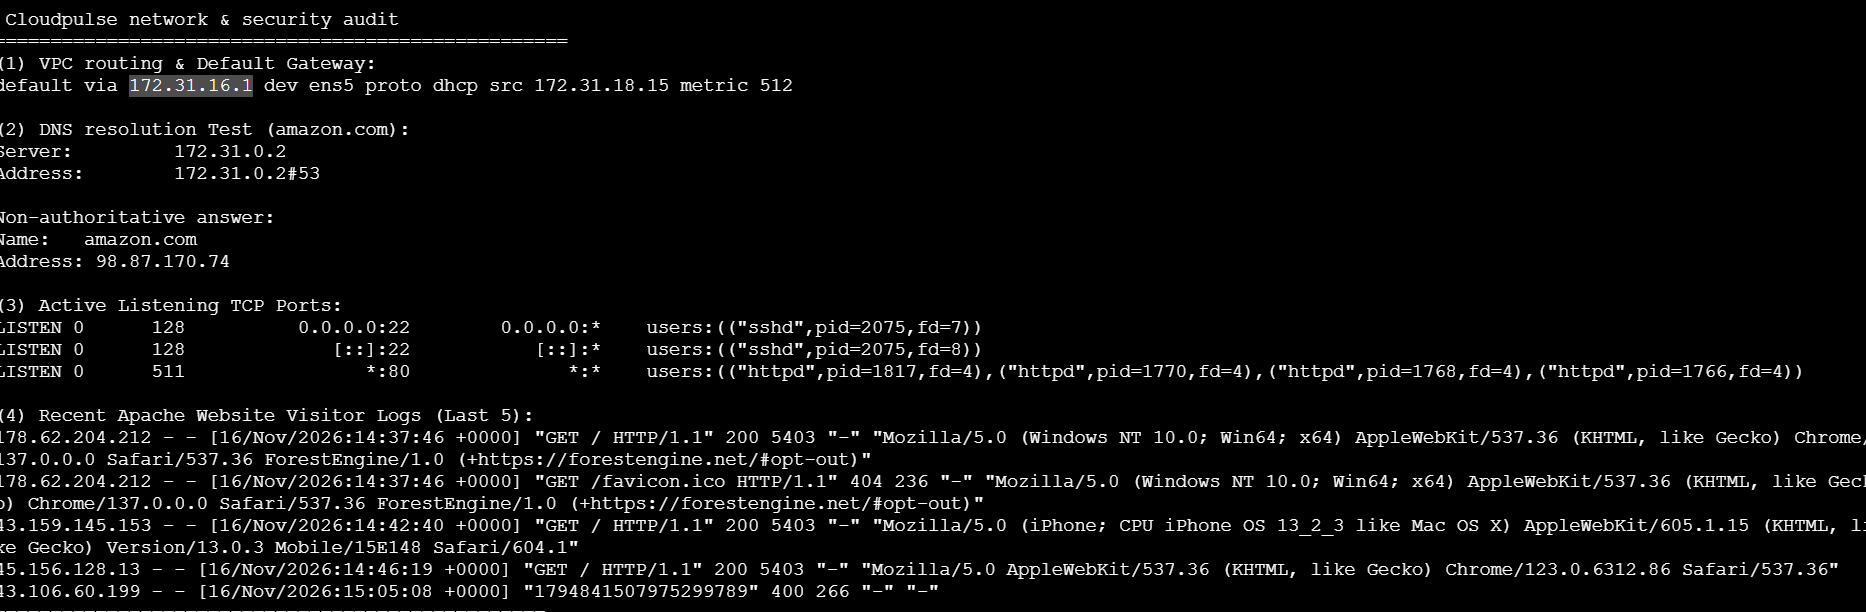 Cloudpulse network & security audit
===================================================
(1) VPC routing & Default Gateway:
default via 172.31.16.1 dev ens5 proto dhcp src 172.31.18.15 metric 512
(2) DNS resolution Test (amazon.com):
Server: 172.31.0.2
Address: 172.31.0.2#53
Non-authoritative answer:
Name: amazon.com
Address: 98.87.170.74
(3) Active Listening TCP Ports:
LISTEN 0 128 0.0.0.0:22 0.0.0.0:* users:(("sshd",pid=2075,fd=7))
LISTEN 0 128 [::]:22 [::]:* users:(("sshd",pid=2075,fd=8))
LISTEN 0 511 *:80 *:* users:(("httpd",pid=1817,fd=4),("httpd",pid=1770,fd=4),("httpd",pid=1768,fd=4),("httpd",pid=1766,fd=4))
(4) Recent Apache Website Visitor Logs (Last 5):
178.62.204.212 - - [16/Nov/2026:14:37:46 +0000] "GET / HTTP/1.1" 200 5403 "-" "Mozilla/5.0 (Windows NT 10.0; Win64; x64) AppleWebKit/537.36 (KHTML, like Gecko) Chrome/
137.0.0.0 Safari/537.36 ForestEngine/1.0 (+https://forestengine.net/#opt-out)"
178.62.204.212 - - [16/Nov/2026:14:37:46 +0000] "GET /favicon.ico HTTP/1.1" 404 236 "-" "Mozilla/5.0 (Windows NT 10.0; Win64; x64) AppleWebKit/537.36 (KHTML, like Geck
o) Chrome/137.0.0.0 Safari/537.36 ForestEngine/1.0 (+https://forestengine.net/#opt-out)"
43.159.145.153 - - [16/Nov/2026:14:42:40 +0000] "GET / HTTP/1.1" 200 5403 "-" "Mozilla/5.0 (iPhone; CPU iPhone OS 13_2_3 like Mac OS X) AppleWebKit/605.1.15 (KHTML, li
ke Gecko) Version/13.0.3 Mobile/15E148 Safari/604.1"
45.156.128.13 - - [16/Nov/2026:14:46:19 +0000] "GET / HTTP/1.1" 200 5403 "-" "Mozilla/5.0 AppleWebKit/537.36 (KHTML, like Gecko) Chrome/123.0.6312.86 Safari/537.36"
43.106.60.199 - - [16/Nov/2026:15:05:08 +0000] "1794841507975299789" 400 266 "-" "-"